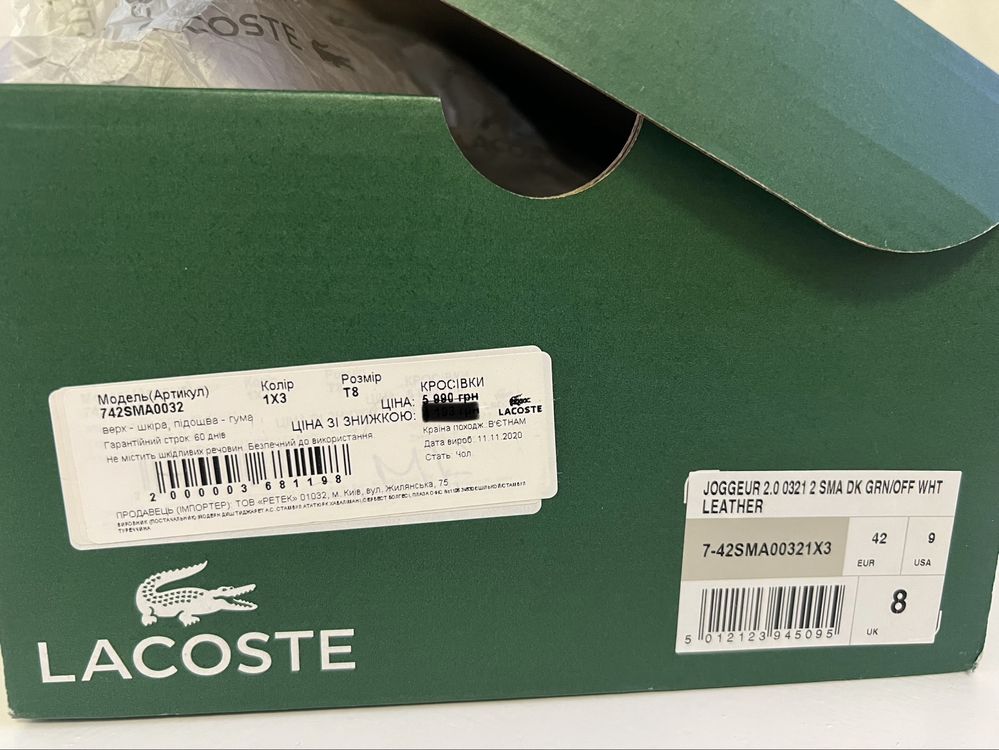 LACOSTE
Модель(Артикул)
742SMA0032
Колір
1X3
Розмір
T8
КРОСІВКИ
ЦІНА: 5 990 грн
ЦІНА ЗІ ЗНИЖКОЮ:
LACOSTE
верх - шкіра, підошва - гума
Гарантійний строк 60 днів
Не містить шкідливих речовин. Безпечний до використання.
Країна походж. В'ЄТНАМ
Дата вироб. 11.11.2020
Стать Чол.
2 000003 681198
ПРОДАВЕЦЬ (ІМПОРТЕР): ТОВ «РЕТЕК» 01032, м. Київ, вул. Жилянська, 75
ТУРЕЧЧИНА
LACOSTE
JOGGEUR 2.0 0321 2 SMA DK GRN/OFF WHT
LEATHER
7-42SMA00321X3
42
EUR
9
USA
5 012123 945095
8
UK